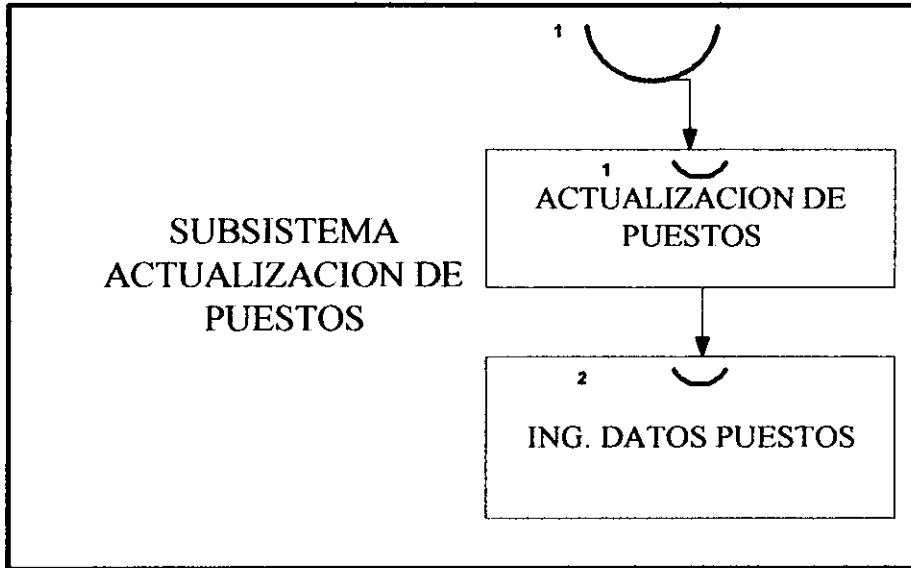 1
1
ACTUALIZACION DE
PUESTOS
SUBSISTEMA
ACTUALIZACION DE
PUESTOS
2
ING. DATOS PUESTOS